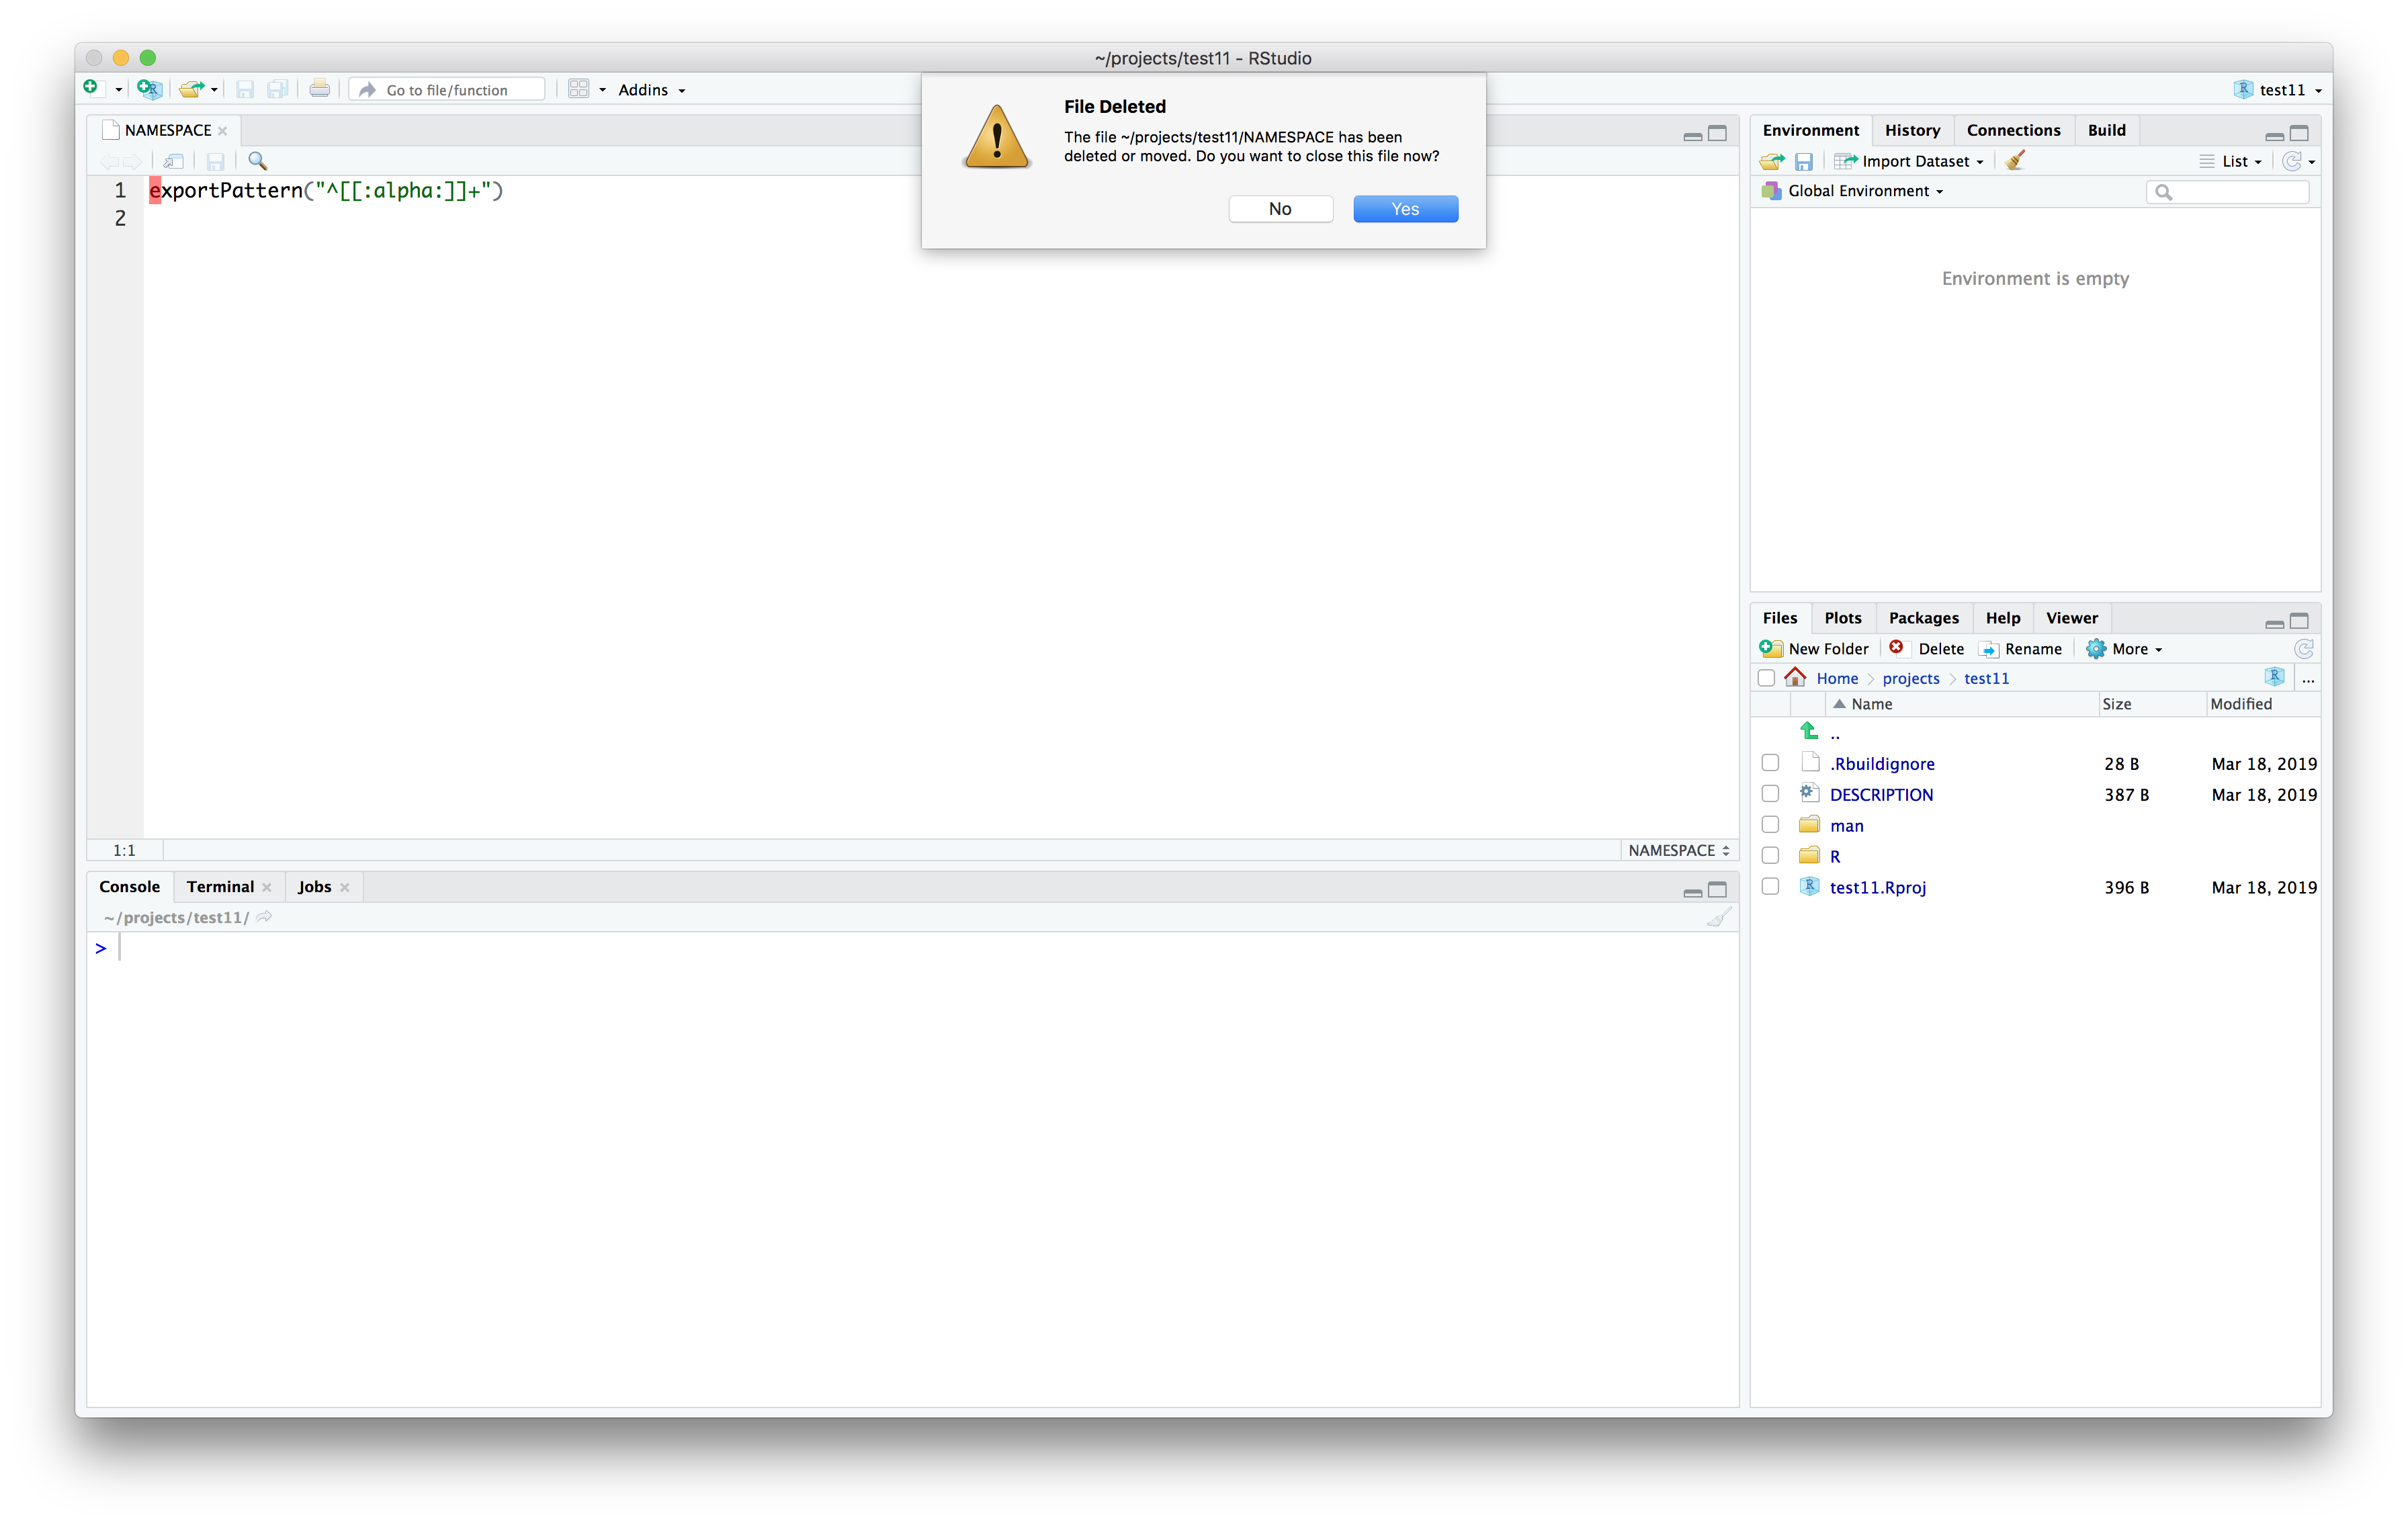 ~/projects/test11 - RStudio
Go to file/function
Addins
test11
File Deleted
The file ~/projects/test11/NAMESPACE has been
deleted or moved. Do you want to close this file now?
No
Yes
NAMESPACE
1 exportPattern("^[[:alpha:]]+")
2
1:1
NAMESPACE
Console
Terminal
Jobs
~/projects/test11/
>
Environment
History
Connections
Build
Import Dataset
List
Global Environment
Environment is empty
Files
Plots
Packages
Help
Viewer
New Folder
Delete
Rename
More
Home
projects
test11
...
Name
Size
Modified
..
.Rbuildignore 28 B Mar 18, 2019
DESCRIPTION 387 B Mar 18, 2019
man
R
test11.Rproj 396 B Mar 18, 2019